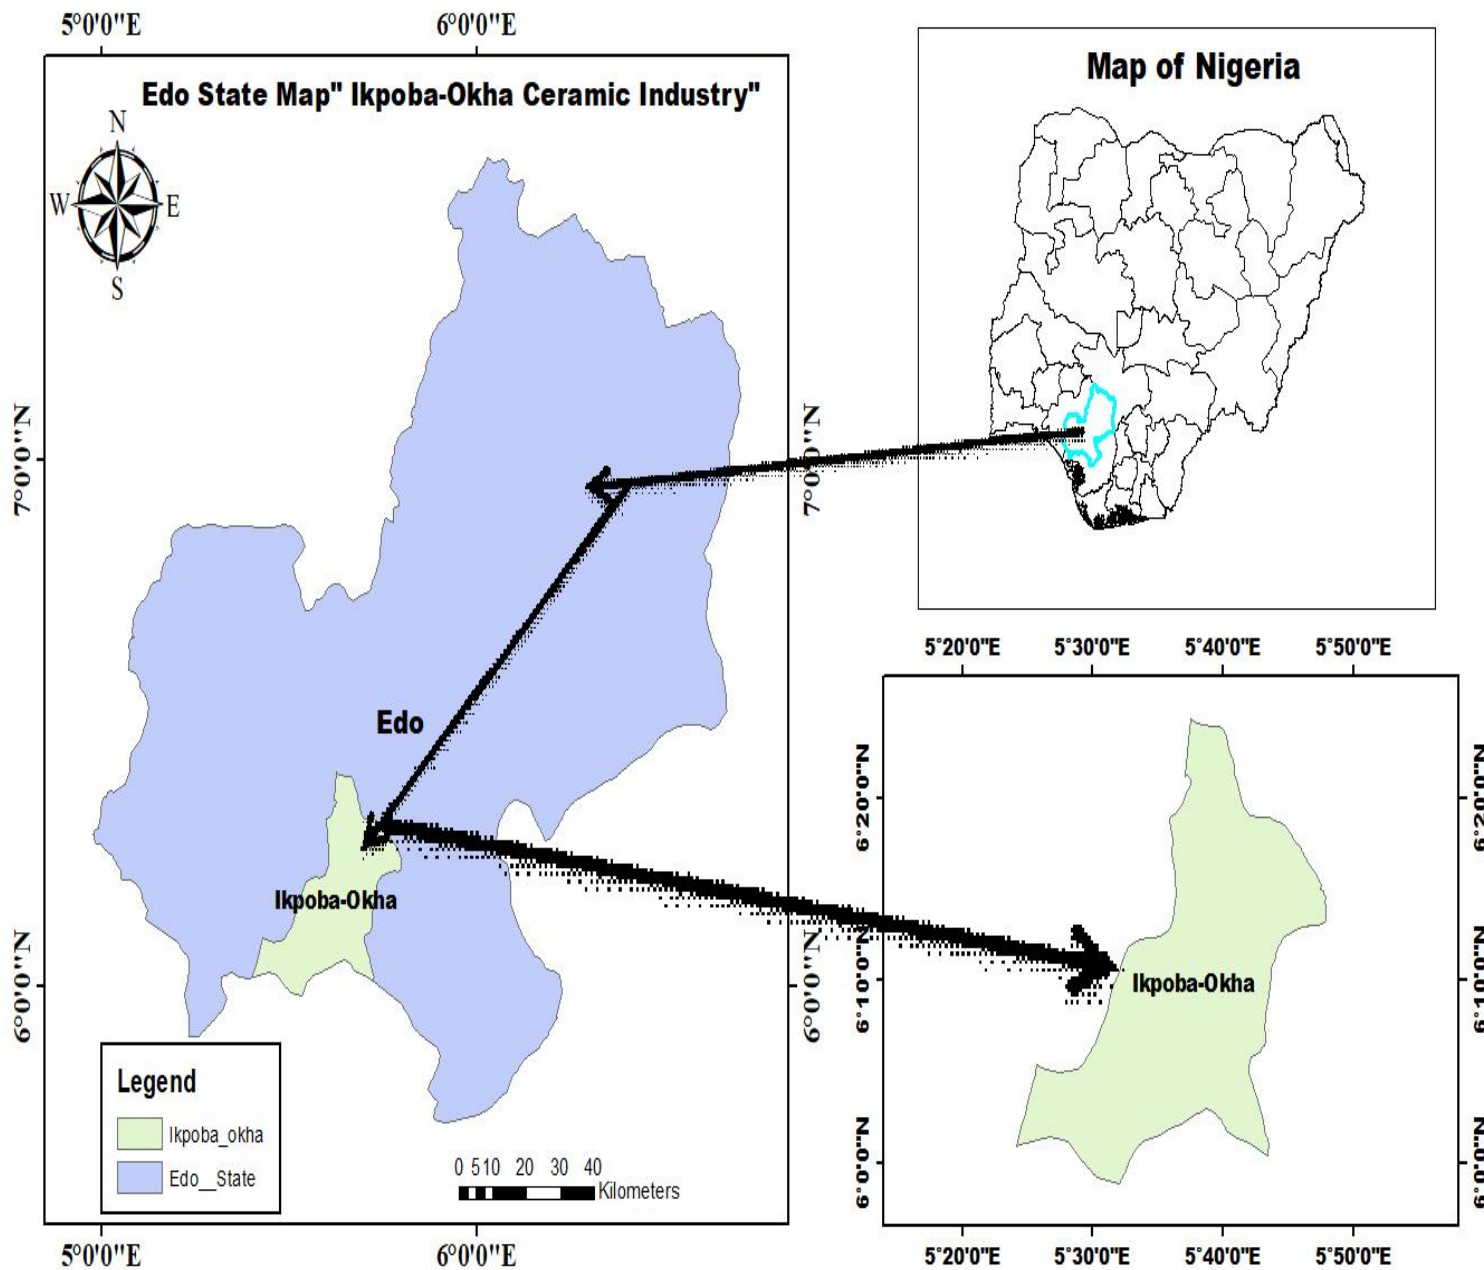 5°0'0"E 6°0'0"E
Edo State Map" Ikpoba-Okha Ceramic Industry"
N
W E
S
7°0'0"N 7°0'0"N
Edo
Ikpoba-Okha
6°0'0"N 6°0'0"N
Legend
Ikpoba_okha
Edo__State
0 5 10 20 30 40
Kilometers
5°0'0"E 6°0'0"E
Map of Nigeria
5°20'0"E 5°30'0"E 5°40'0"E 5°50'0"E
6°20'0"N 6°20'0"N
6°10'0"N 6°10'0"N
Ikpoba-Okha
6°0'0"N 6°0'0"N
5°20'0"E 5°30'0"E 5°40'0"E 5°50'0"E